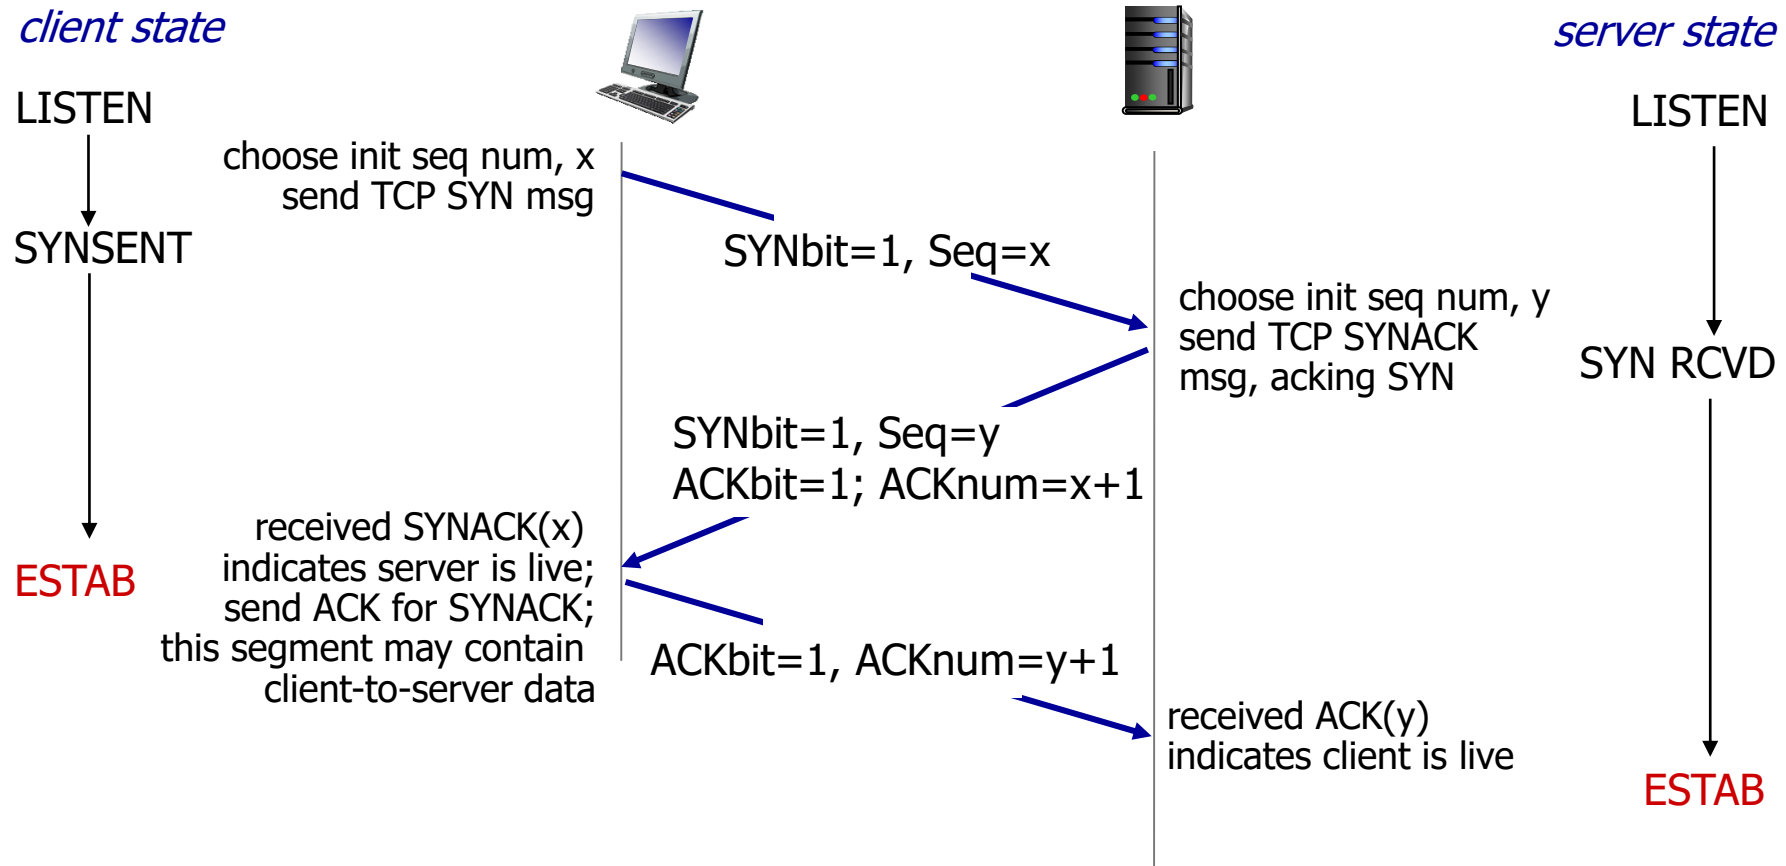 client state
server state
LISTEN
LISTEN
choose init seq num, x
send TCP SYN msg
SYNSENT
SYNbit=1, Seq=x
choose init seq num, y
send TCP SYNACK
msg, acking SYN
SYN RCVD
SYNbit=1, Seq=y
ACKbit=1; ACKnum=x+1
received SYNACK(x)
indicates server is live;
send ACK for SYNACK;
this segment may contain
client-to-server data
ESTAB
ACKbit=1, ACKnum=y+1
received ACK(y)
indicates client is live
ESTAB